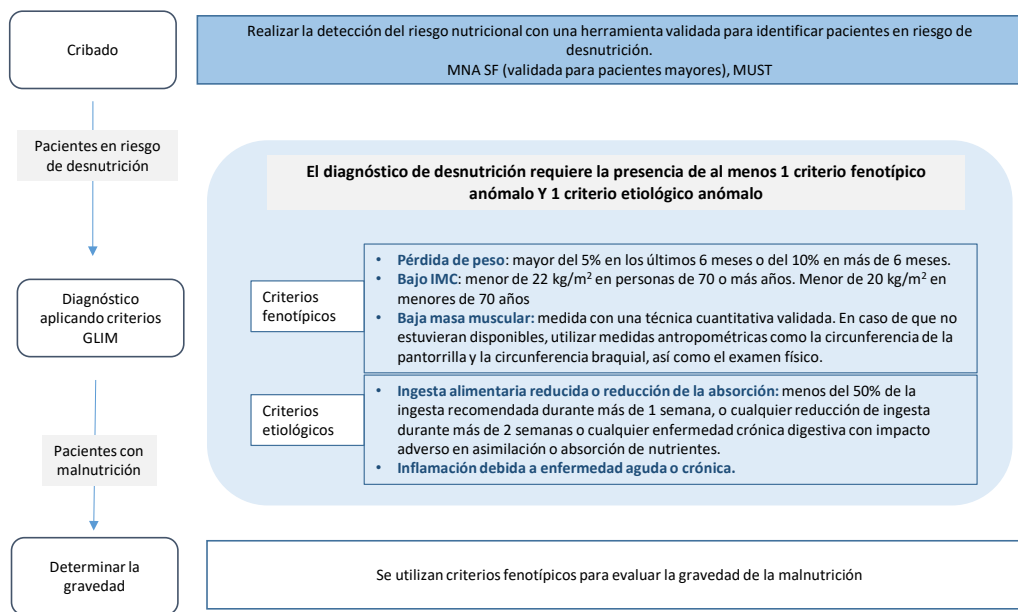 Cribado
Realizar la detección del riesgo nutricional con una herramienta validada para identificar pacientes en riesgo de
desnutrición.
MNA SF (validada para pacientes mayores), MUST
Pacientes en riesgo
de desnutrición
El diagnóstico de desnutrición requiere la presencia de al menos 1 criterio fenotípico
anómalo Y 1 criterio etiológico anómalo
Diagnóstico
aplicando criterios
GLIM
Criterios
fenotípicos
• Pérdida de peso: mayor del 5% en los últimos 6 meses o del 10% en más de 6 meses.
• Bajo IMC: menor de 22 kg/m² en personas de 70 o más años. Menor de 20 kg/m² en
menores de 70 años
• Baja masa muscular: medida con una técnica cuantitativa validada. En caso de que no
estuvieran disponibles, utilizar medidas antropométricas como la circunferencia de la
pantorrilla y la circunferencia braquial, así como el examen físico.
Criterios
etiológicos
• Ingesta alimentaria reducida o reducción de la absorción: menos del 50% de la
ingesta recomendada durante más de 1 semana, o cualquier reducción de ingesta
durante más de 2 semanas o cualquier enfermedad crónica digestiva con impacto
adverso en asimilación o absorción de nutrientes.
• Inflamación debida a enfermedad aguda o crónica.
Pacientes con
malnutrición
Determinar la
gravedad
Se utilizan criterios fenotípicos para evaluar la gravedad de la malnutrición